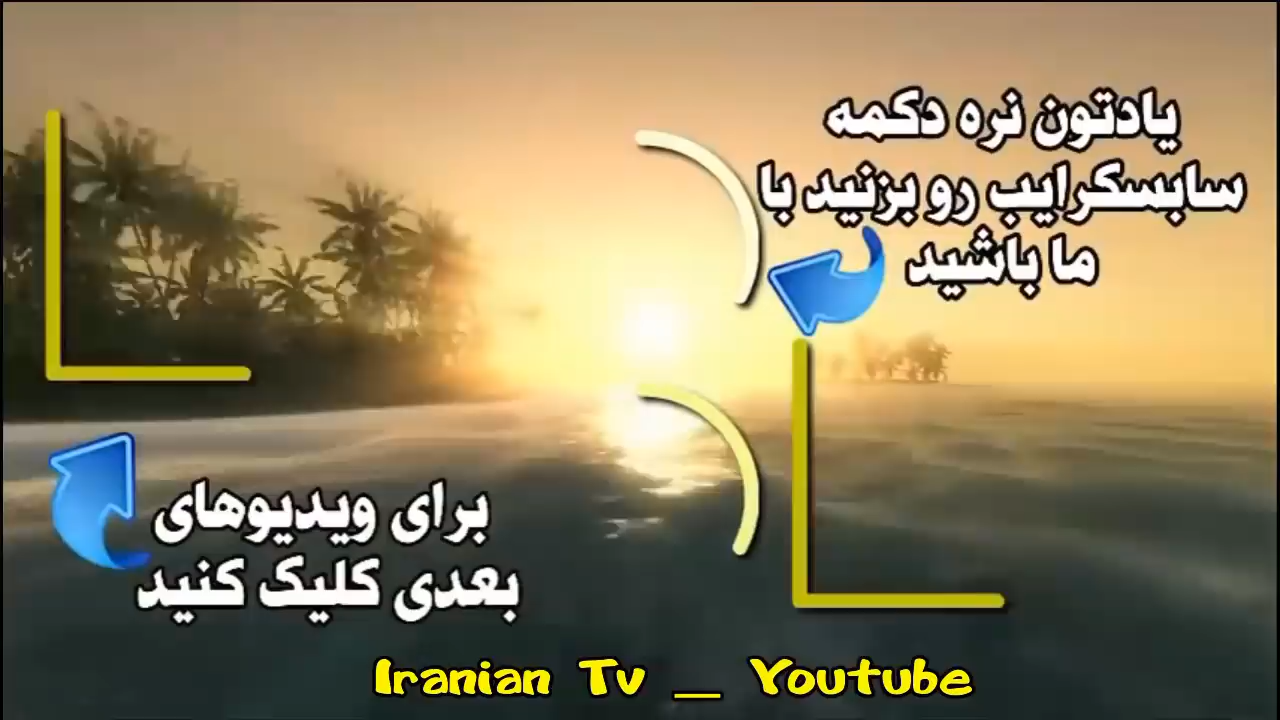 یادتون نره دکمه
سابسکرایب رو بزنید با
ما باشید
برای ویدیوهای
بعدی کلیک کنید
Iranian Tv _ Youtube